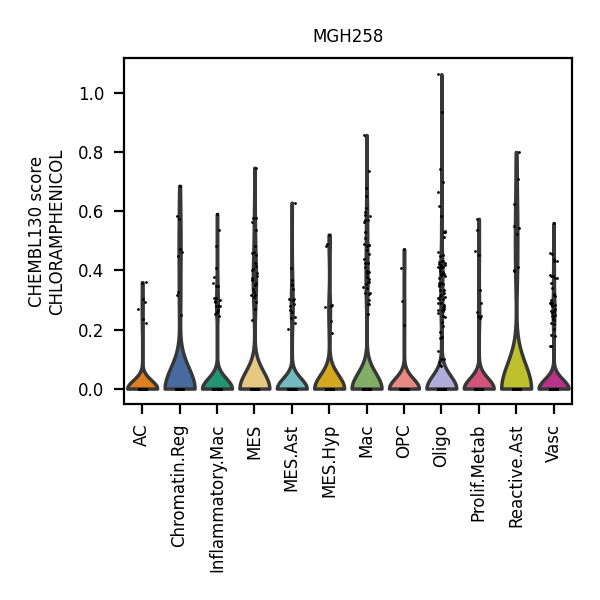 MGH258
CHEMBL130 score
CHLORAMPHENICOL
1.0
0.8
0.6
0.4
0.2
0.0
AC
Chromatin.Reg
Inflammatory.Mac
MES
MES.Ast
MES.Hyp
Mac
OPC
Oligo
Prolif.Metab
Reactive.Ast
Vasc